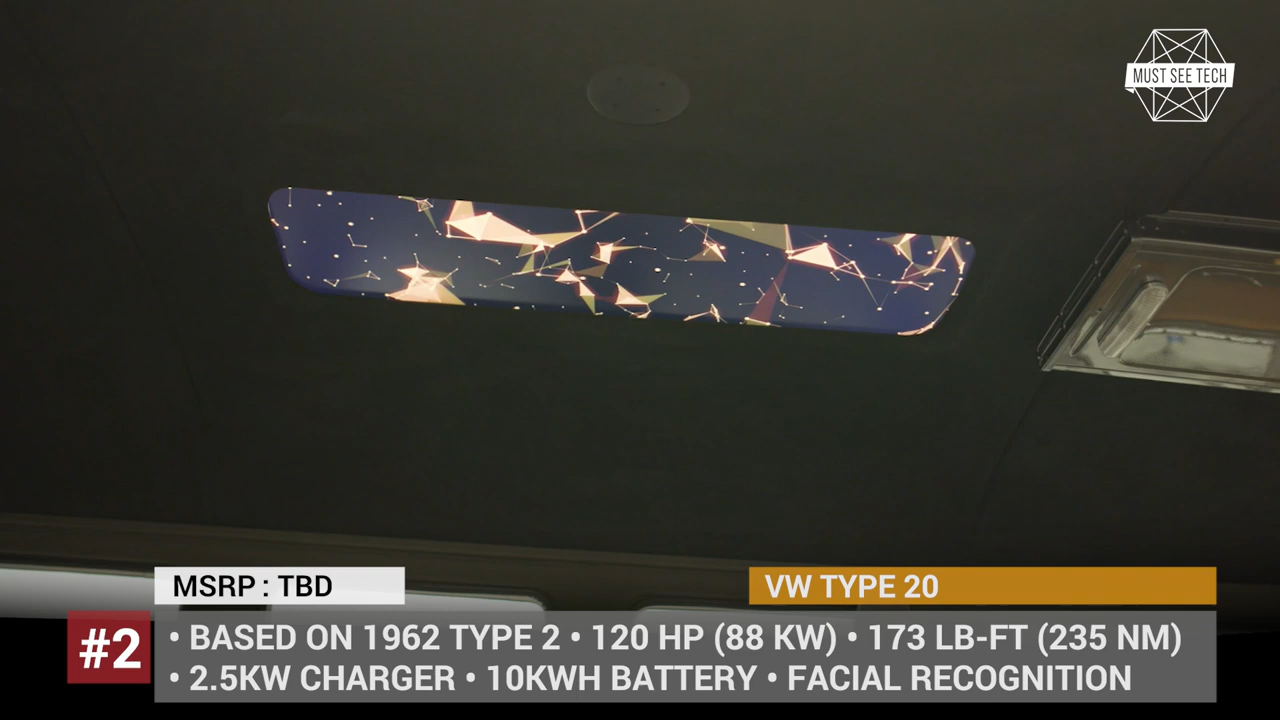 MUST SEE TECH
MSRP : TBD
VW TYPE 20
#2
• BASED ON 1962 TYPE 2 • 120 HP (88 KW) • 173 LB-FT (235 NM)
• 2.5KW CHARGER • 10KWH BATTERY • FACIAL RECOGNITION